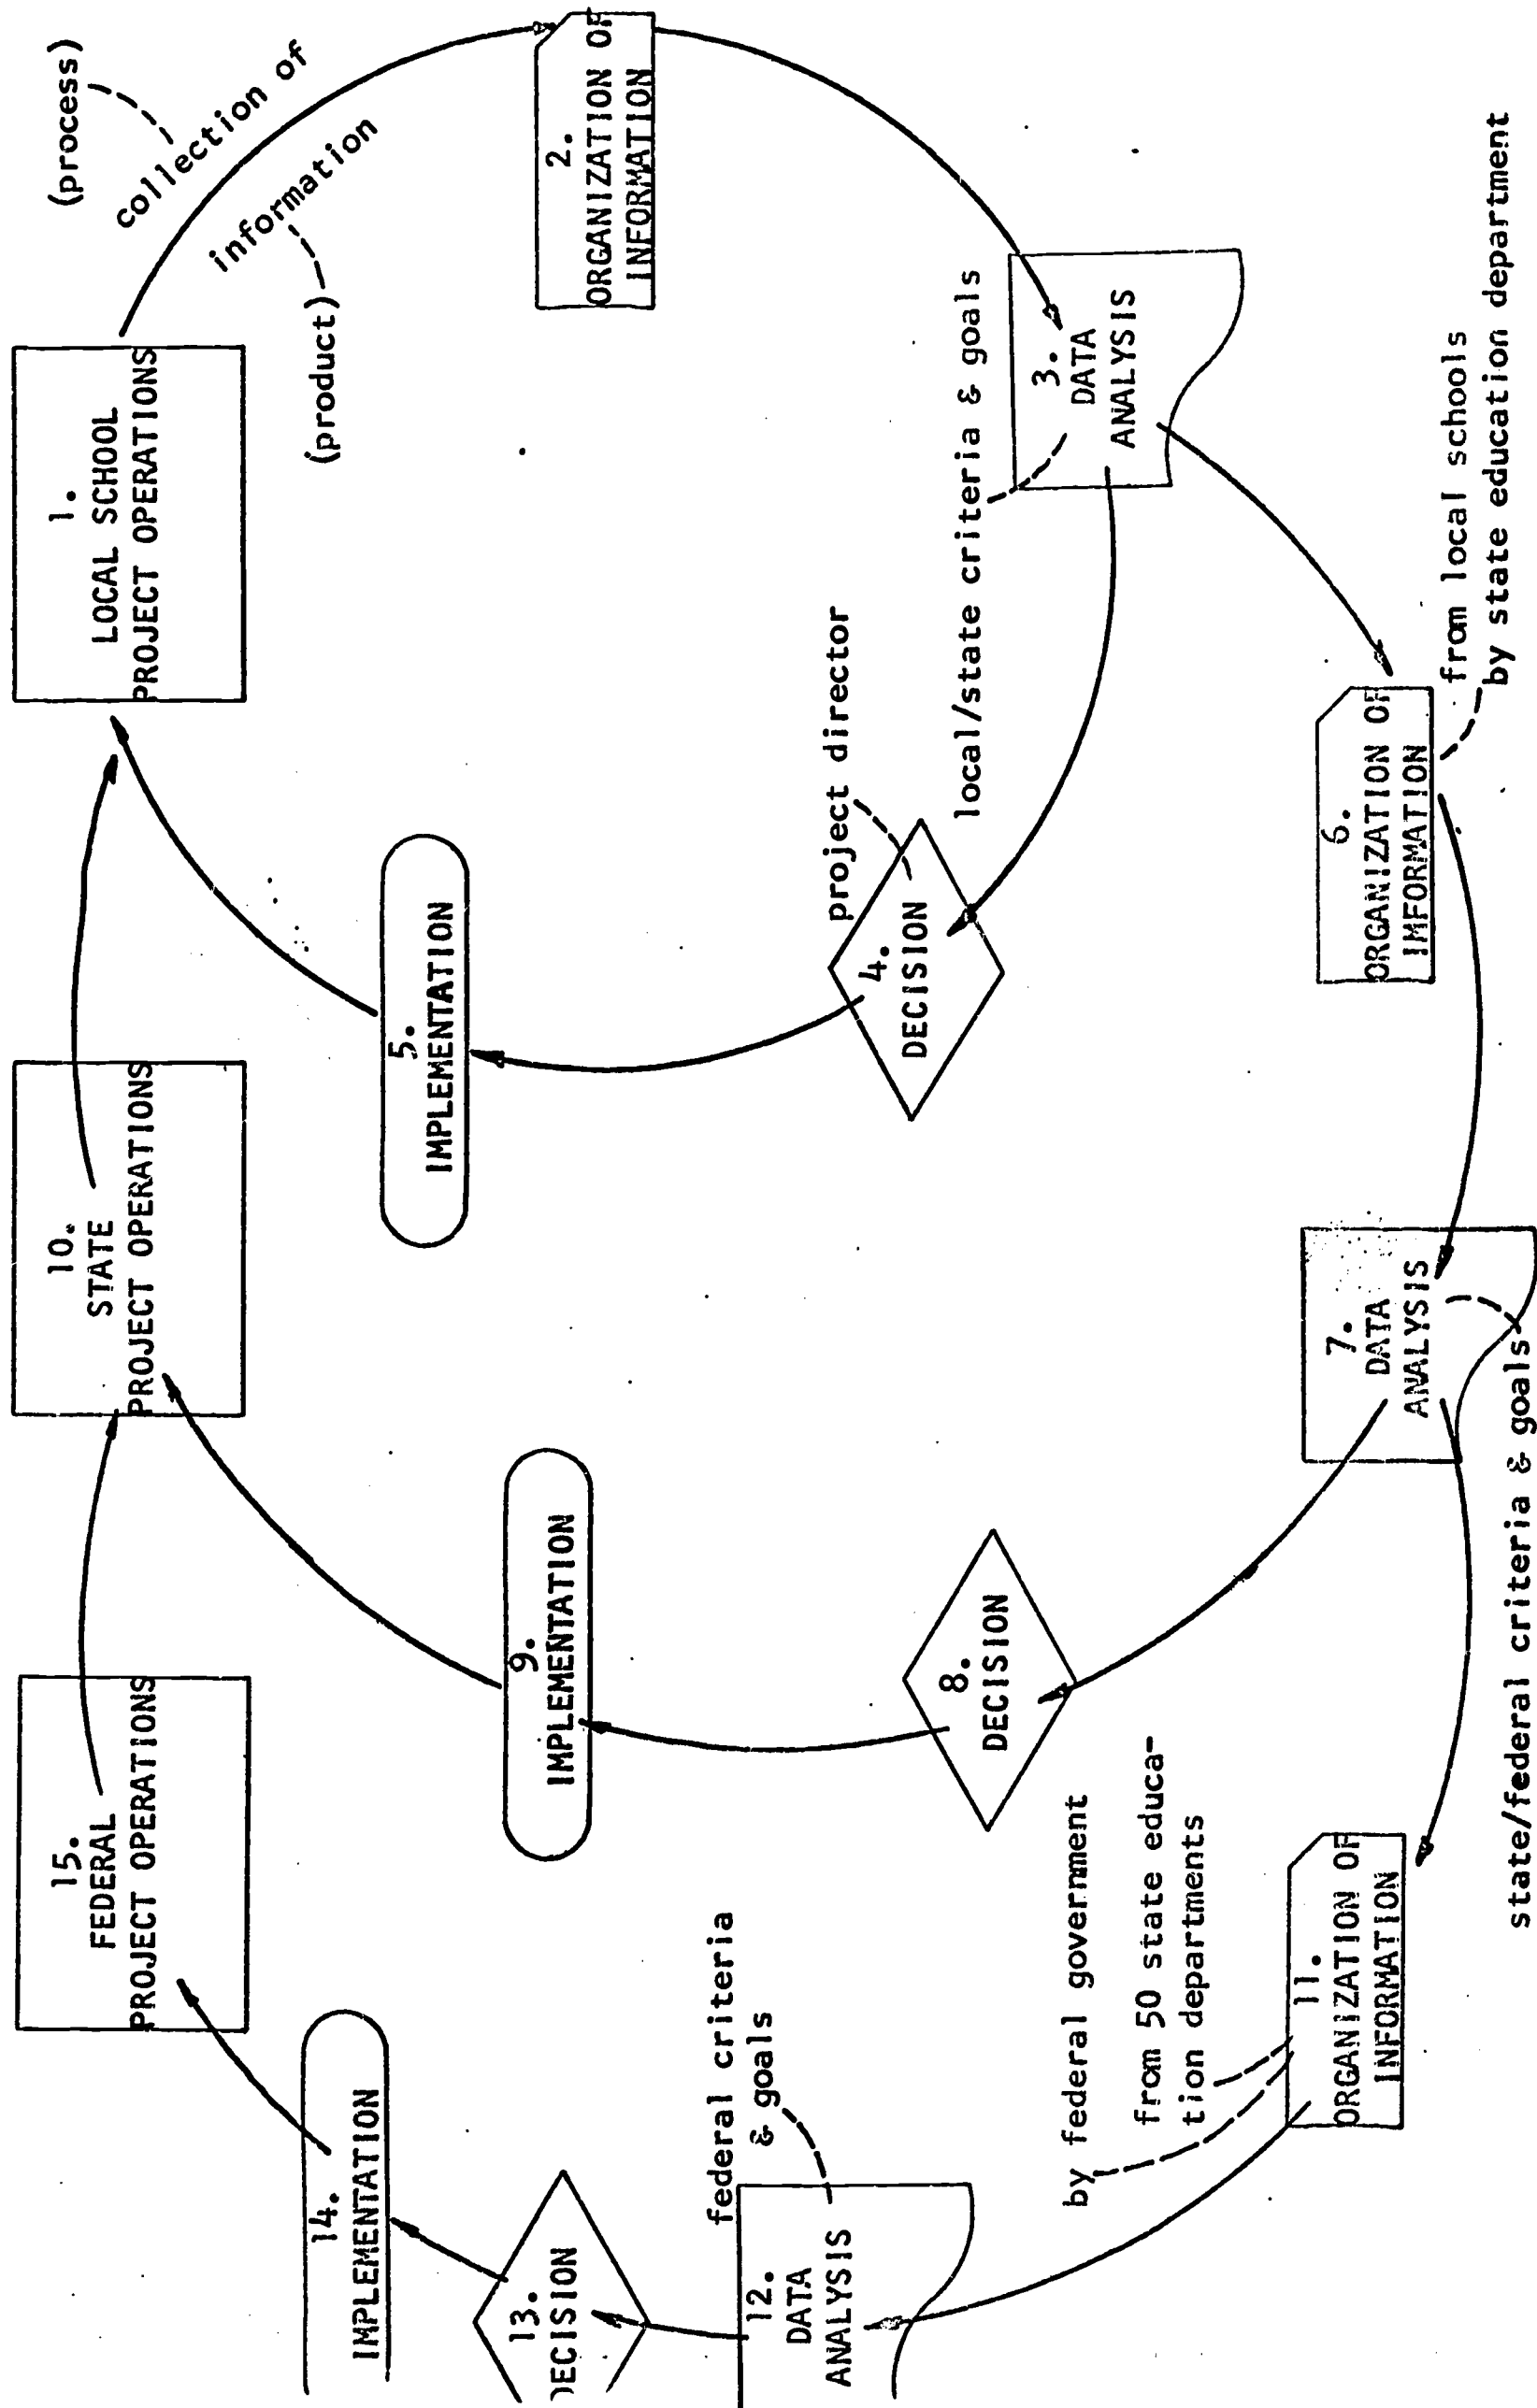 15.
FEDERAL
PROJECT OPERATIONS
10.
STATE
PROJECT OPERATIONS
1.
LOCAL SCHOOL
PROJECT OPERATIONS
(process)
collection of
information
(product)
14.
IMPLEMENTATION
9.
IMPLEMENTATION
5.
IMPLEMENTATION
2.
ORGANIZATION OF
INFORMATION
13.
DECISION
8.
DECISION
4.
DECISION
project director
federal criteria
& goals
12.
DATA
ANALYSIS
local/state criteria & goals
3.
DATA
ANALYSIS
by federal government
from 50 state educa-
tion departments
11.
ORGANIZATION OF
INFORMATION
7.
DATA
ANALYSIS
state/federal criteria & goals
6.
ORGANIZATION OF
IMFORMATION
from local schools
by state education department